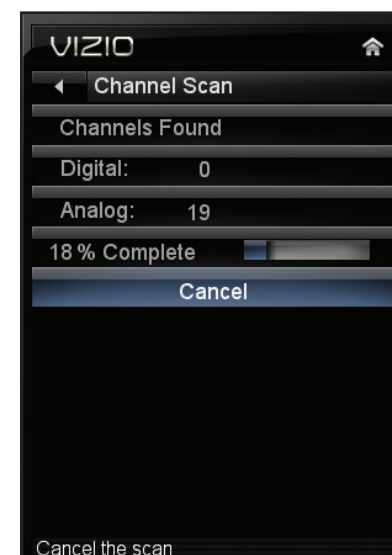 VIZIO
Channel Scan
Channels Found
Digital: 0
Analog: 19
18 % Complete
Cancel
Cancel the scan